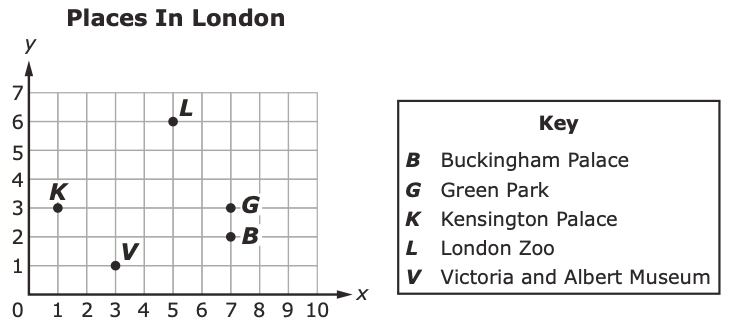 Places In London
y
7
6
5
4
3
2
1
0 1 2 3 4 5 6 7 8 9 10
x
L
K
G
B
V
Key
B Buckingham Palace
G Green Park
K Kensington Palace
L London Zoo
V Victoria and Albert Museum